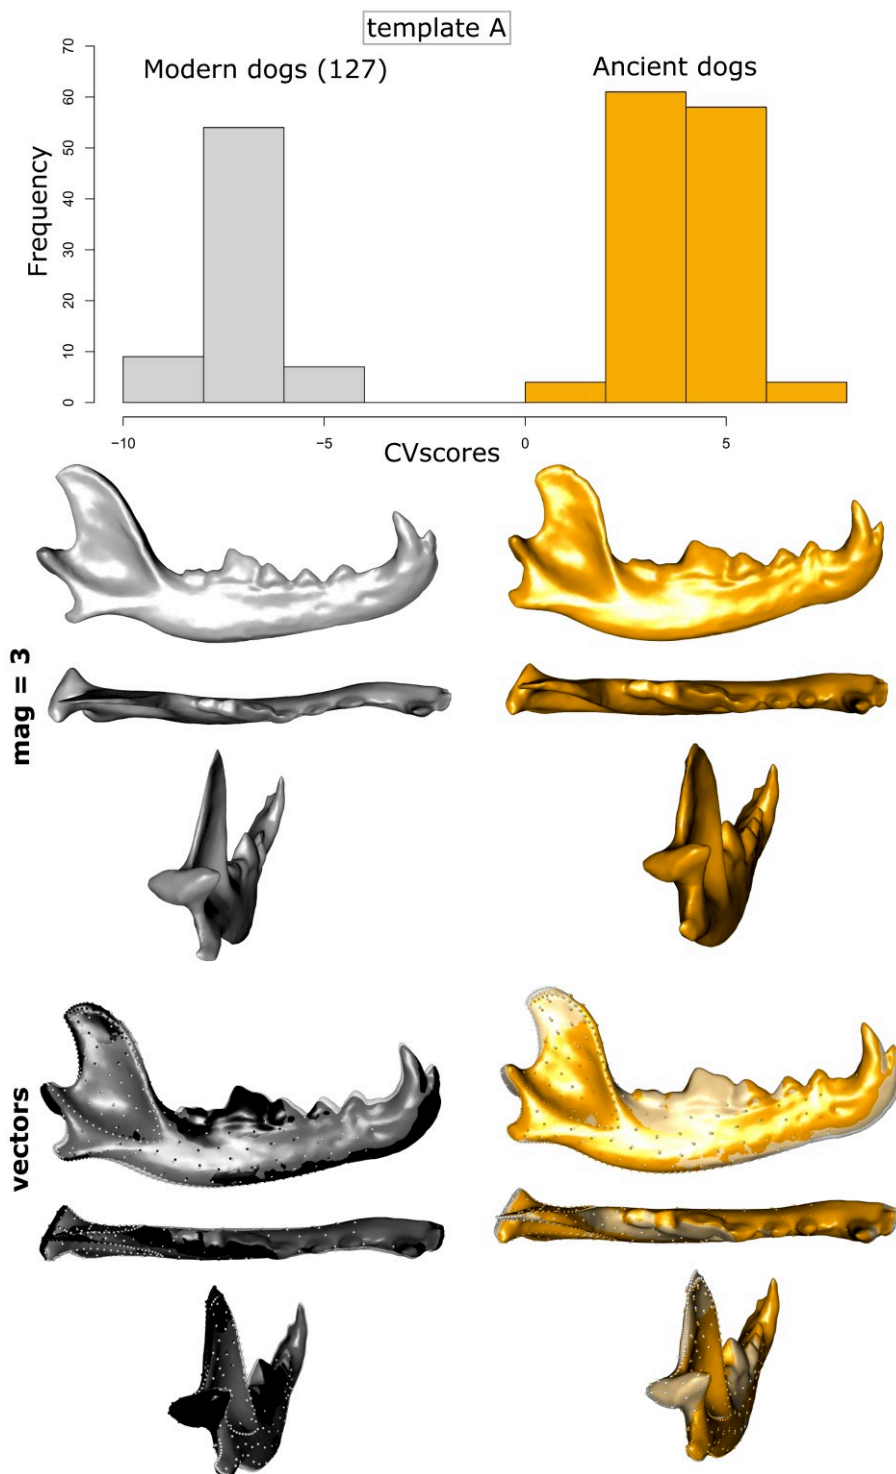 template A
Modern dogs (127)
Ancient dogs
Frequency
70
60
50
40
30
20
10
0
-10
-5
0
5
CVscores
mag = 3
vectors